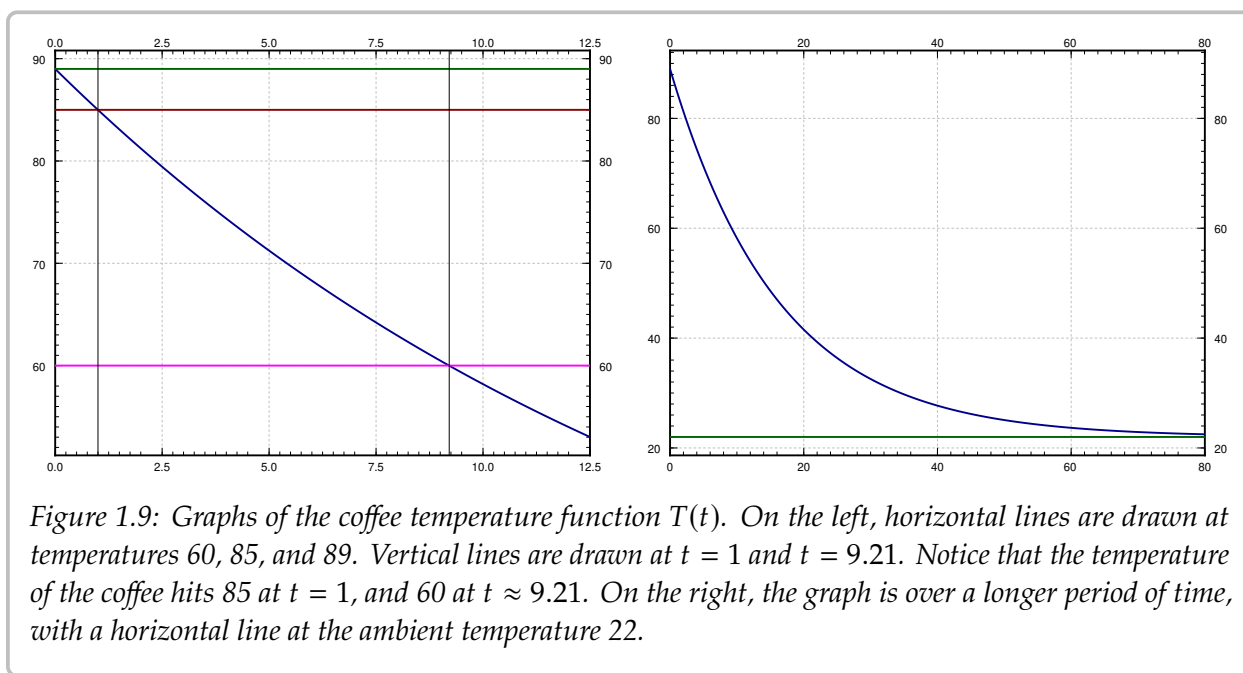 0.0 2.5 5.0 7.5 10.0 12.5
90 90
80 80
70 70
60 60
0.0 2.5 5.0 7.5 10.0 12.5
0 20 40 60 80
80 80
60 60
40 40
20 20
0 20 40 60 80
Figure 1.9: Graphs of the coffee temperature function T(t). On the left, horizontal lines are drawn at
temperatures 60, 85, and 89. Vertical lines are drawn at t = 1 and t = 9.21. Notice that the temperature
of the coffee hits 85 at t = 1, and 60 at t ≈ 9.21. On the right, the graph is over a longer period of time,
with a horizontal line at the ambient temperature 22.